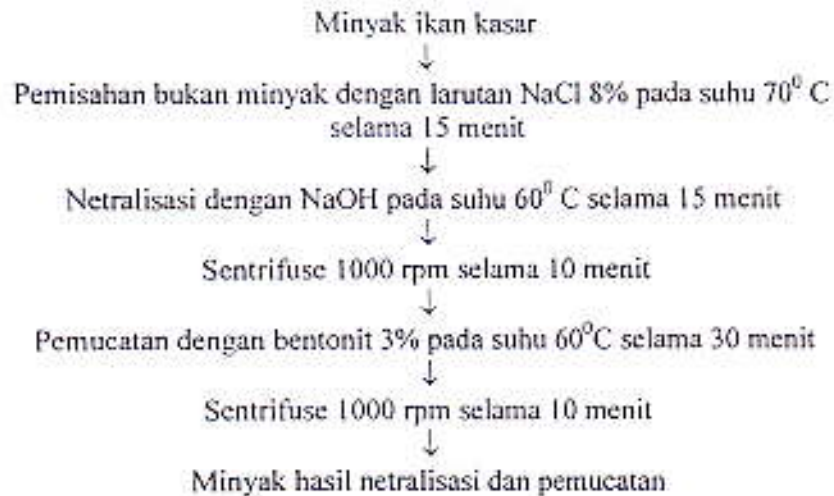 Minyak ikan kasar
↓
Pemisahan bukan minyak dengan larutan NaCl 8% pada suhu 70⁰ C
selama 15 menit
↓
Netralisasi dengan NaOH pada suhu 60⁰ C selama 15 menit
↓
Sentrifuse 1000 rpm selama 10 menit
↓
Pemucatan dengan bentonit 3% pada suhu 60⁰C selama 30 menit
↓
Sentrifuse 1000 rpm selama 10 menit
↓
Minyak hasil netralisasi dan pemucatan